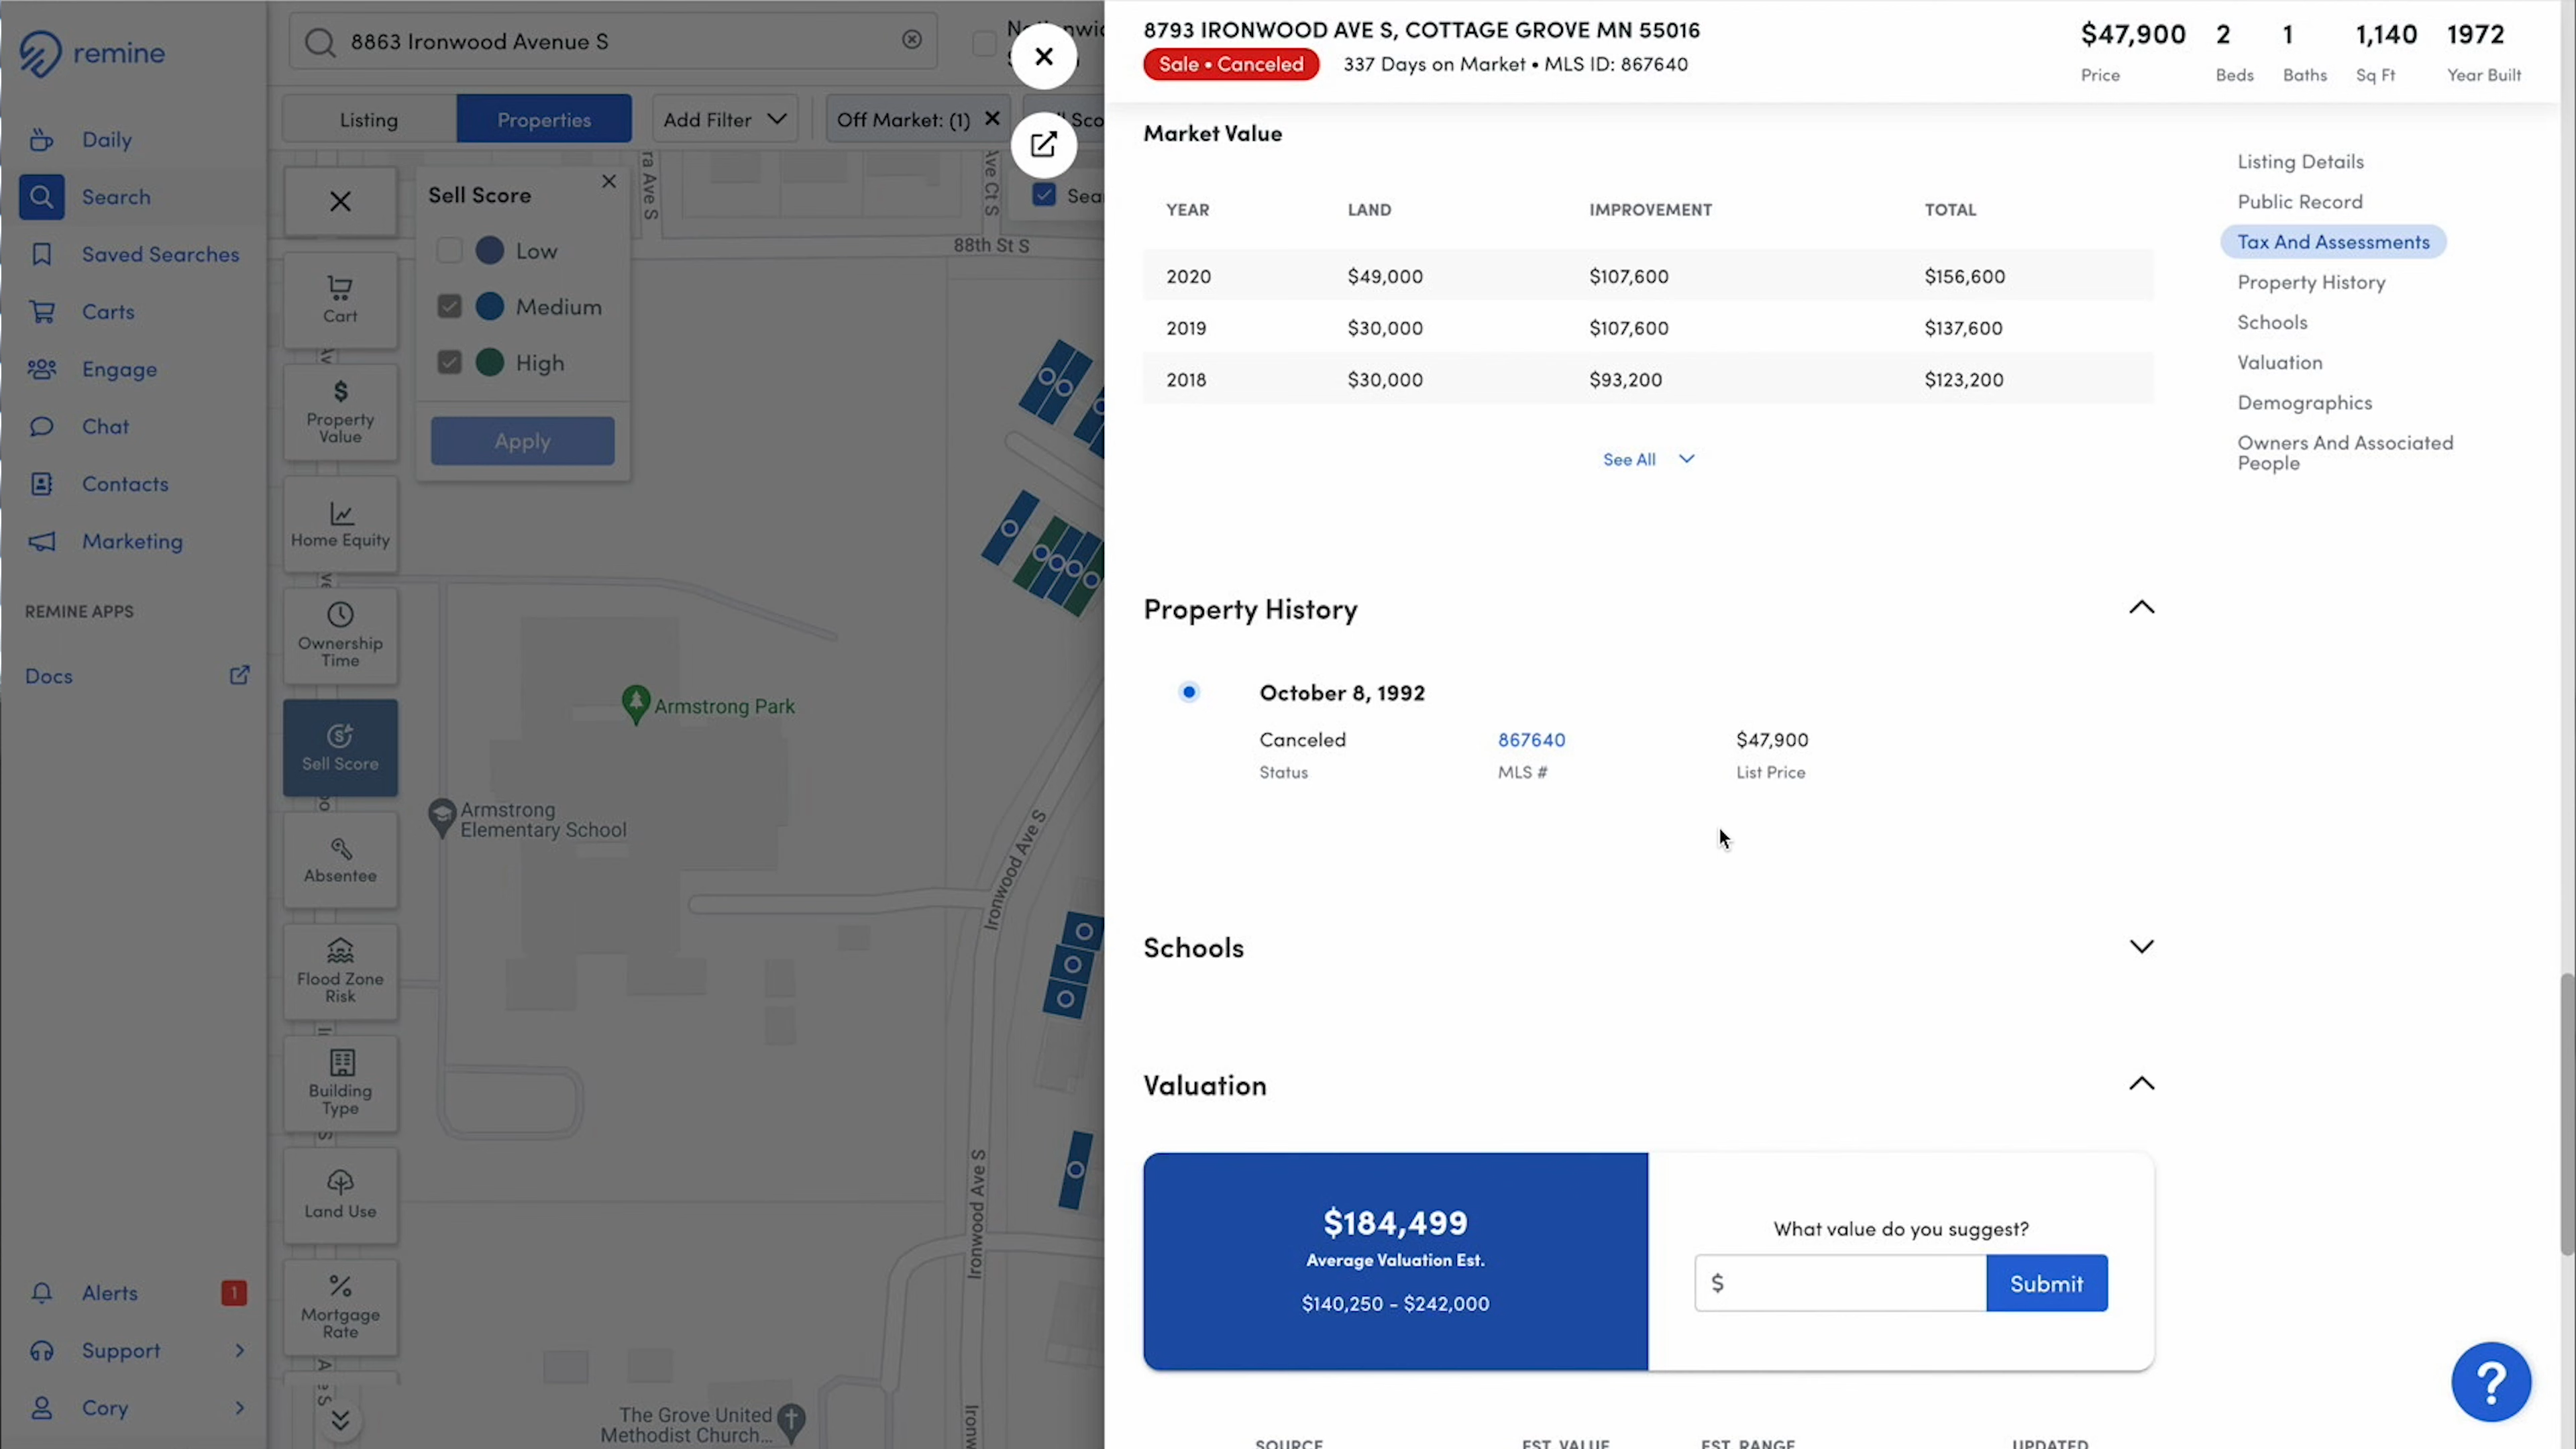 remine
Daily
Search
Saved Searches
Carts
Engage
Chat
Contacts
Marketing
REMINE APPS
Docs
Alerts 1
Support
Cory
8863 Ironwood Avenue S
Listing
Properties
Add Filter
Off Market: (1)
Cart
Property
Value
Home Equity
Ownership
Time
Sell Score
Absentee
Flood Zone
Risk
Building
Type
Land Use
Mortgage
Rate
Sell Score
Low
Medium
High
Apply
88th St S
Armstrong Park
Armstrong
Elementary School
Ironwood Ave S
Ironwood Ave S
The Grove United
Methodist Church...
8793 IRONWOOD AVE S, COTTAGE GROVE MN 55016
Sale • Canceled
337 Days on Market • MLS ID: 867640
$47,900 2 1 1,140 1972
Price Beds Baths Sq Ft Year Built
Market Value
YEAR LAND IMPROVEMENT TOTAL
2020 $49,000 $107,600 $156,600
2019 $30,000 $107,600 $137,600
2018 $30,000 $93,200 $123,200
See All
Listing Details
Public Record
Tax And Assessments
Property History
Schools
Valuation
Demographics
Owners And Associated
People
Property History
October 8, 1992
Canceled 867640 $47,900
Status MLS # List Price
Schools
Valuation
$184,499
Average Valuation Est.
$140,250 - $242,000
What value do you suggest?
$
Submit
?
SOURCE EST. VALUE EST. RANGE UPDATED